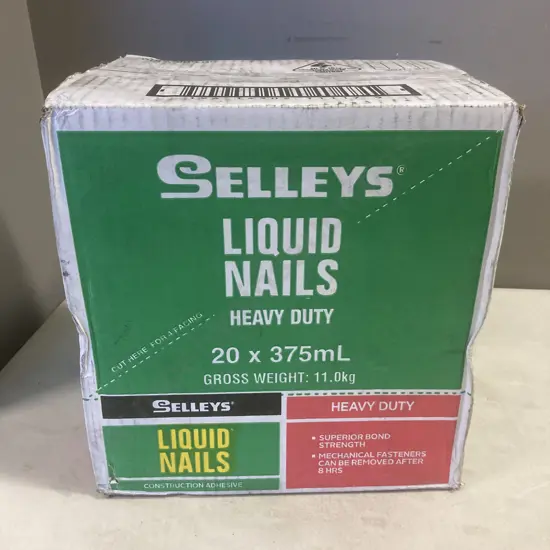 SELLEYS®
LIQUID
NAILS
HEAVY DUTY
20 x 375mL
GROSS WEIGHT: 11.0kg
CUT HERE FOR 4 FACING
SELLEYS®
LIQUID
NAILS
CONSTRUCTION ADHESIVE
HEAVY DUTY
• SUPERIOR BOND
STRENGTH
• MECHANICAL FASTENERS
CAN BE REMOVED AFTER
8 HRS